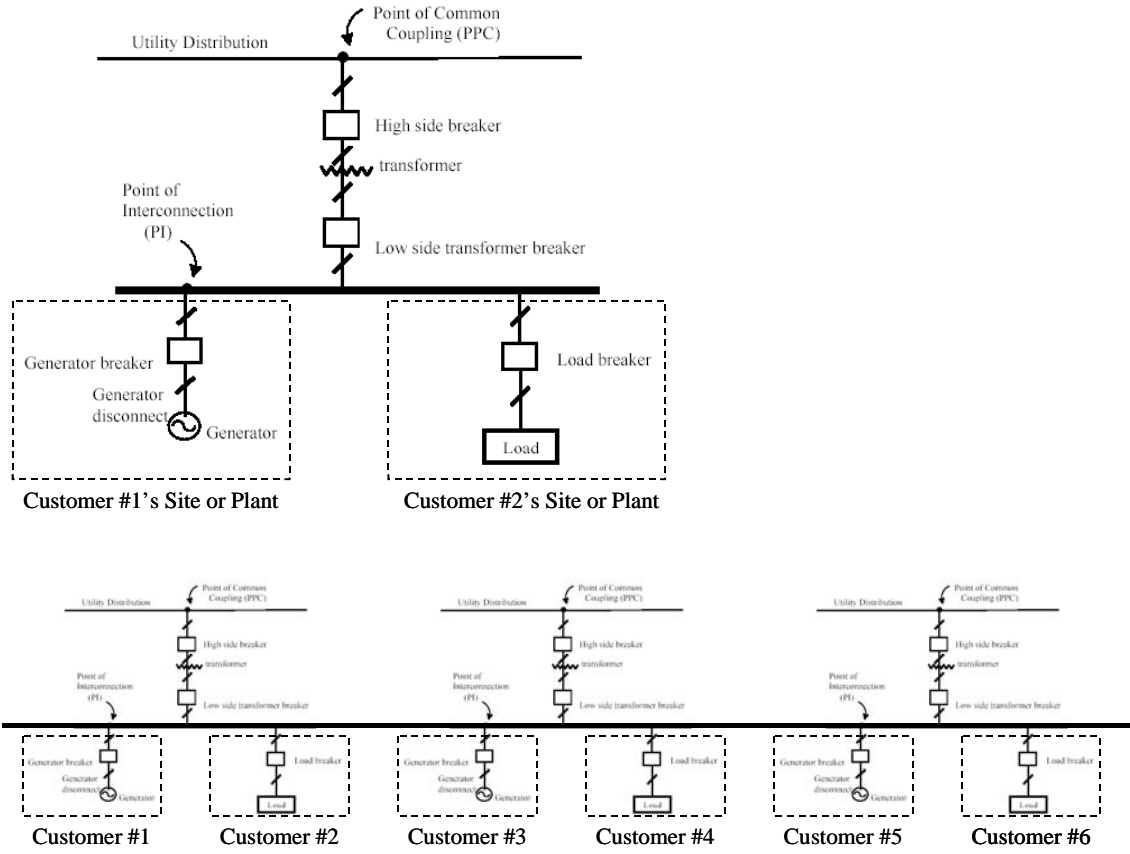 Point of Common
Coupling (PPC)
Utility Distribution
High side breaker
transformer
Point of
Interconnection
(PI)
Low side transformer breaker
Generator breaker
Load breaker
Generator
disconnect
Generator
Load
Customer #1's Site or Plant
Customer #2's Site or Plant
Point of Common
Coupling (PPC)
Utility Distribution
High side breaker
transformer
Point of
Interconnection
(PI)
Low side transformer breaker
Generator breaker
Load breaker
Generator
disconnect
Generator
Load
Customer #1
Customer #2
Point of Common
Coupling (PPC)
Utility Distribution
High side breaker
transformer
Point of
Interconnection
(PI)
Low side transformer breaker
Generator breaker
Load breaker
Generator
disconnect
Generator
Load
Customer #3
Customer #4
Point of Common
Coupling (PPC)
Utility Distribution
High side breaker
transformer
Point of
Interconnection
(PI)
Low side transformer breaker
Generator breaker
Load breaker
Generator
disconnect
Generator
Load
Customer #5
Customer #6